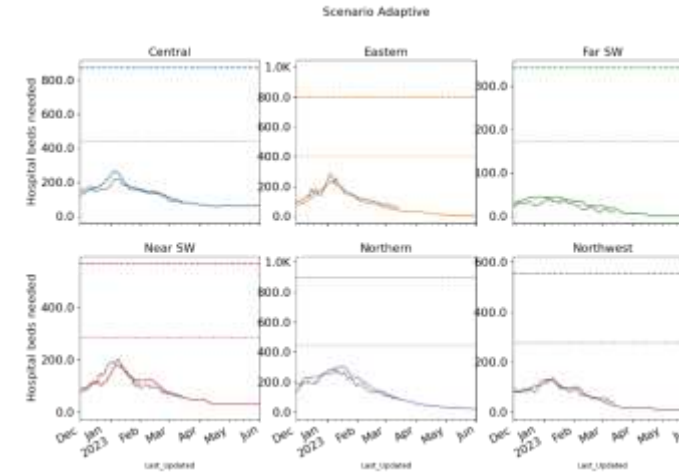 Scenario Adaptive
Central
Eastern
Far SW
Hospital beds needed
800.0
600.0
400.0
200.0
0.0
1.0K
800.0
600.0
400.0
200.0
0.0
300.0
200.0
100.0
0.0
Near SW
Northern
Northwest
Hospital beds needed
400.0
200.0
0.0
1.0K
800.0
600.0
400.0
200.0
0.0
600.0
400.0
200.0
0.0
Dec Jan 2023 Feb Mar Apr May Jun
Dec Jan 2023 Feb Mar Apr May Jun
Dec Jan 2023 Feb Mar Apr May Jun
Last_Updated
Last_Updated
Last_Updated